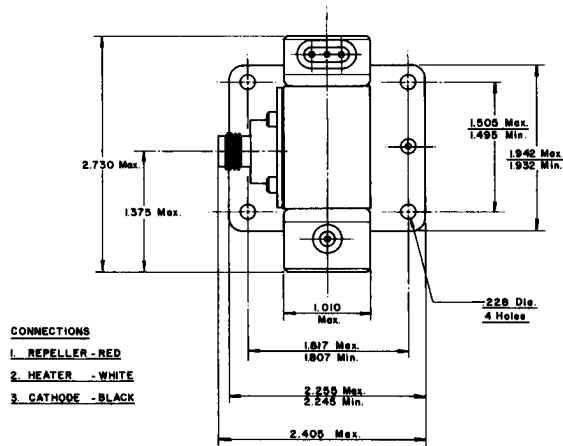 2.730 Max.
1.375 Max.
1.505 Max.
1.495 Min.
1.942 Max
1.932 Min.
1.010
Max.
.228 Dia.
4 Holes
1.817 Max.
1.807 Min.
2.255 Max.
2.245 Min.
2.405 Max.
CONNECTIONS
1. REPELLER - RED
2. HEATER - WHITE
3. CATHODE - BLACK